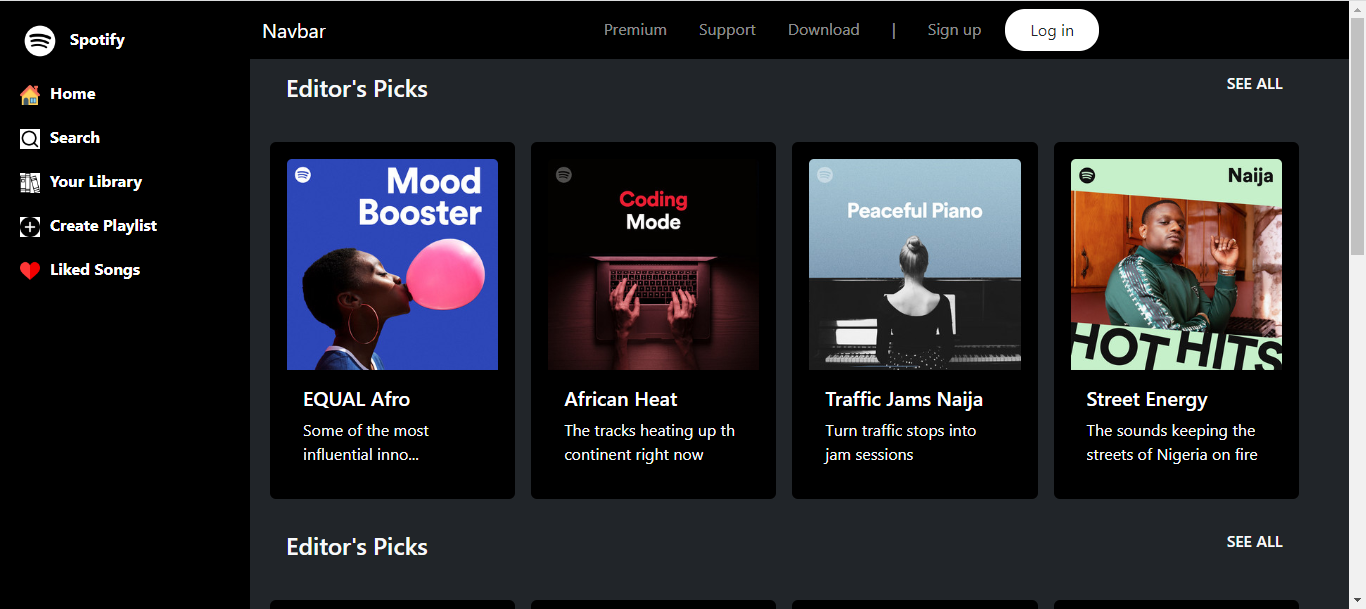 Spotify
Home
Search
Your Library
Create Playlist
Liked Songs
Navbar
Premium Support Download | Sign up Log in
Editor's Picks
SEE ALL
Mood
Booster
EQUAL Afro
Some of the most
influential inno...
Coding
Mode
African Heat
The tracks heating up th
continent right now
Peaceful Piano
Traffic Jams Naija
Turn traffic stops into
jam sessions
Naija
HOT HITS
Street Energy
The sounds keeping the
streets of Nigeria on fire
Editor's Picks
SEE ALL